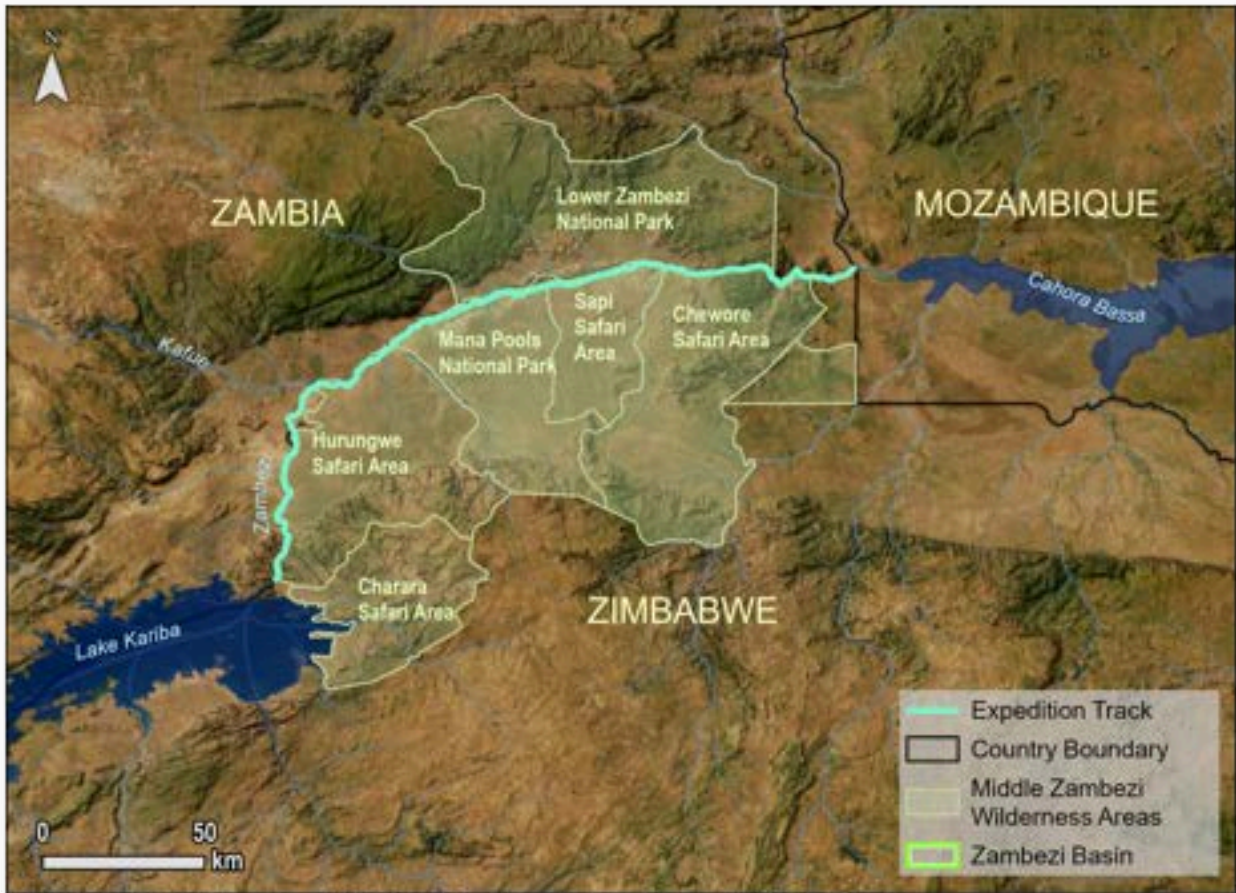 N
ZAMBIA
Lower Zambezi
National Park
MOZAMBIQUE
Cahora Bassa
Sapi
Safari
Area
Chewore
Safari Area
Mana Pools
National Park
Kafue
Hurungwe
Safari Area
Zambezi
Charara
Safari Area
ZIMBABWE
Lake Kariba
Expedition Track
Country Boundary
Middle Zambezi
Wilderness Areas
Zambezi Basin
0 50
km